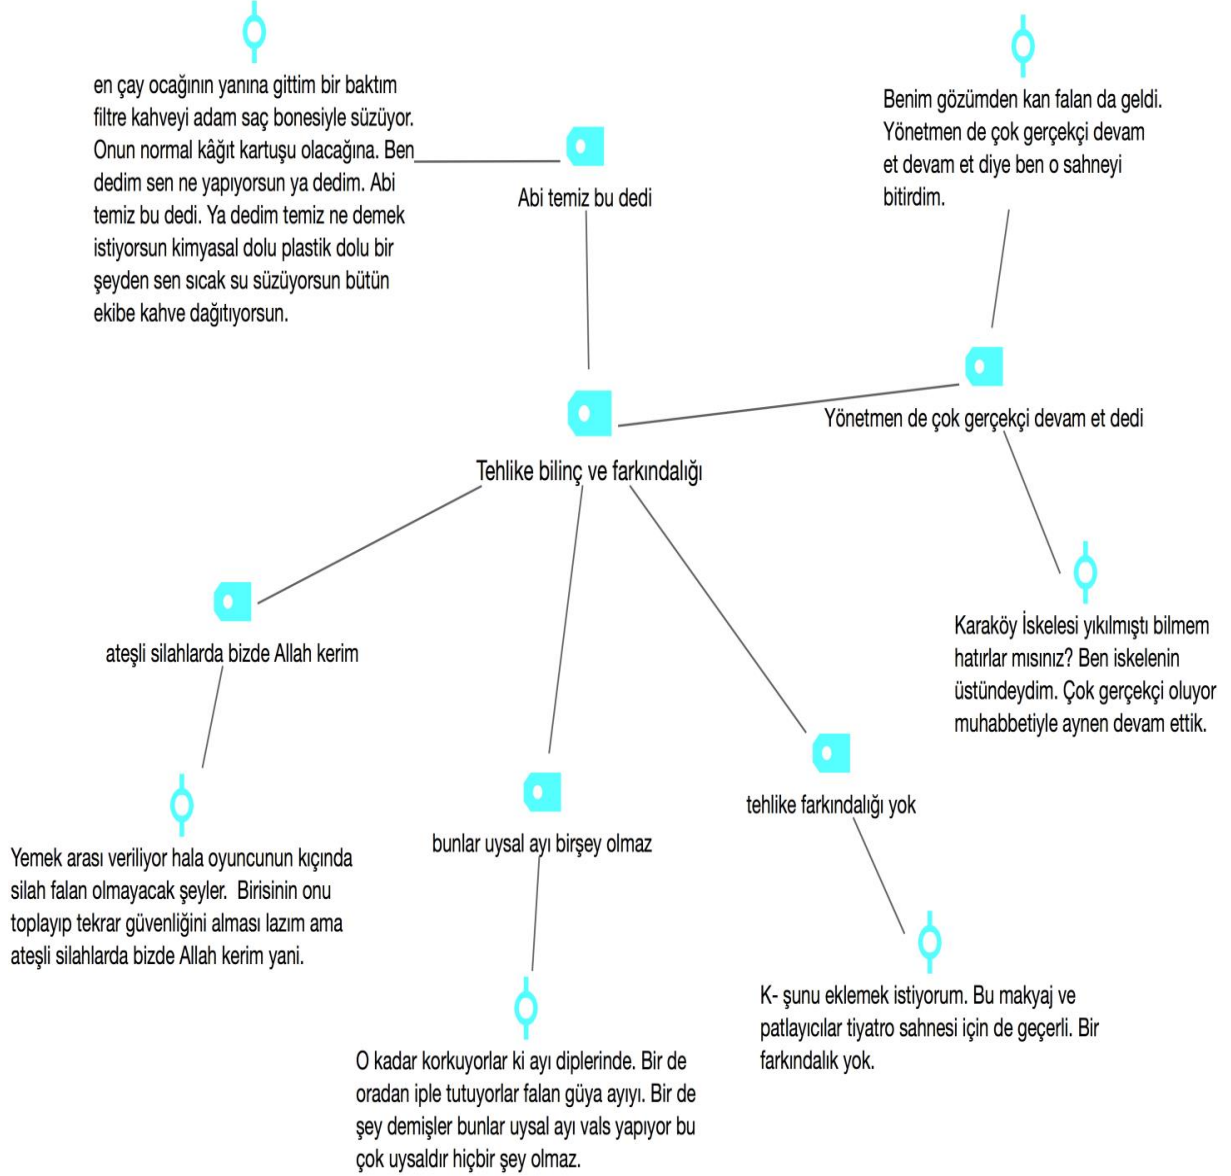 en çay ocağının yanına gittim bir baktım
filtre kahveyi adam saç bonesiyle süzüyor.
Onun normal kâğıt kartuşu olacağına. Ben
dedim sen ne yapıyorsun ya dedim. Abi
temiz bu dedi. Ya dedim temiz ne demek
istiyorsun kimyasal dolu plastik dolu bir
şeyden sen sıcak su süzüyorsun bütün
ekibe kahve dağıtıyorsun.
Abi temiz bu dedi
Benim gözümden kan falan da geldi.
Yönetmen de çok gerçekçi devam
et devam et diye ben o sahneyi
bitirdim.
Yönetmen de çok gerçekçi devam et dedi
Tehlike bilinç ve farkındalığı
ateşli silahlarda bizde Allah kerim
Karaköy İskelesi yıkılmıştı bilmem
hatırlar mısınız? Ben iskelenin
üstündeydim. Çok gerçekçi oluyor
muhabbetiyle aynen devam ettik.
tehlike farkındalığı yok
bunlar uysal ayı birşey olmaz
Yemek arası veriliyor hala oyuncunun kıçında
silah falan olmayacak şeyler. Birisinin onu
toplayıp tekrar güvenliğini alması lazım ama
ateşli silahlarda bizde Allah kerim yani.
K- şunu eklemek istiyorum. Bu makyaj ve
patlayıcılar tiyatro sahnesi için de geçerli. Bir
farkındalık yok.
O kadar korkuyorlar ki ayı diplerinde. Bir de
oradan iple tutuyorlar falan güya ayıyı. Bir de
şey demişler bunlar uysal ayı vals yapıyor bu
çok uysaldır hiçbir şey olmaz.